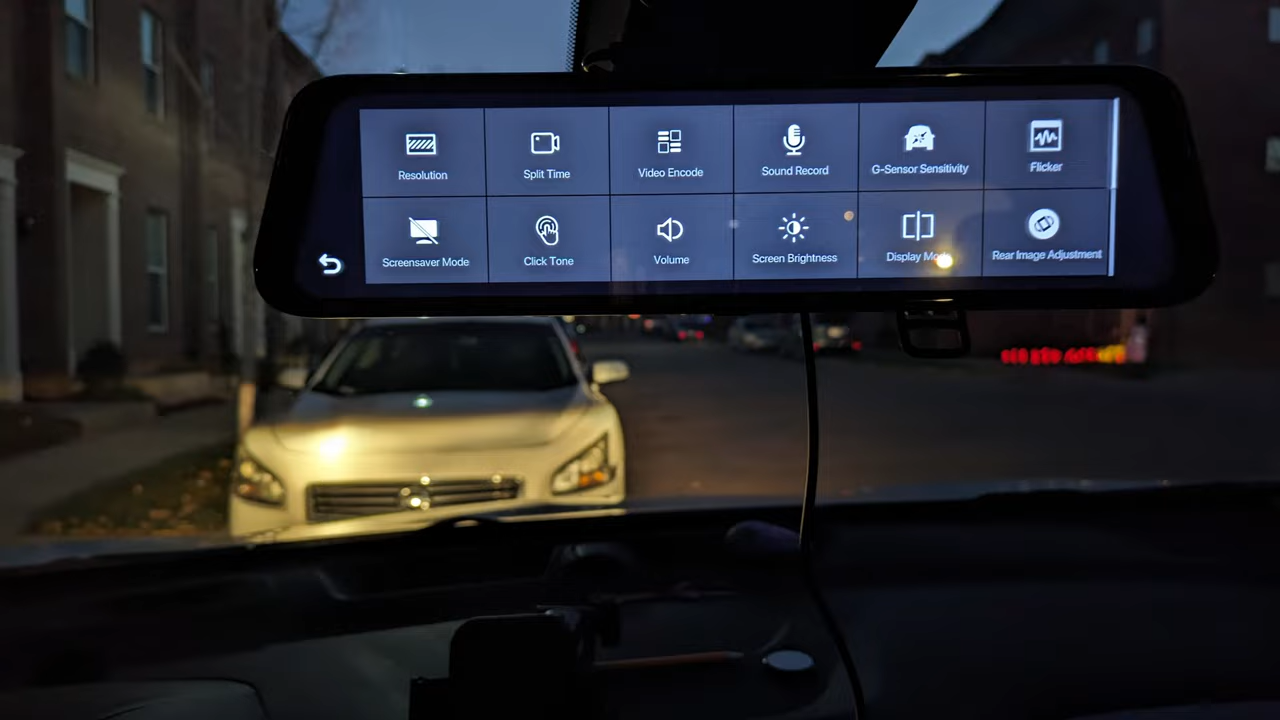 Resolution
Split Time
Video Encode
Sound Record
G-Sensor Sensitivity
Flicker
Screensaver Mode
Click Tone
Volume
Screen Brightness
Display Mode
Rear Image Adjustment